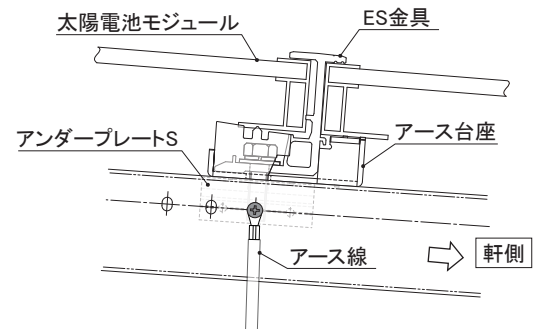 太陽電池モジュール
ES金具
アンダープレートS
アース台座
アース線
軒側